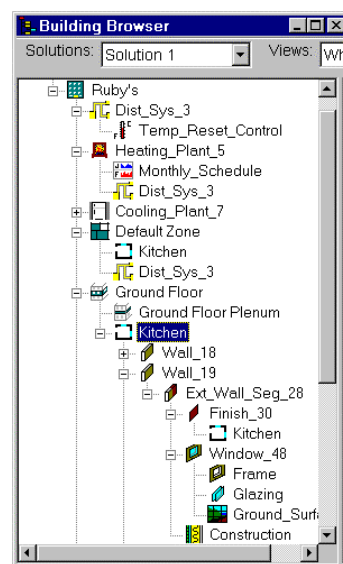 Building Browser
Solutions: Solution 1 Views:
Ruby's
Dist_Sys_3
Temp_Reset_Control
Heating_Plant_5
Monthly_Schedule
Dist_Sys_3
Cooling_Plant_7
Default Zone
Kitchen
Dist_Sys_3
Ground Floor
Ground Floor Plenum
Kitchen
Wall_18
Wall_19
Ext_Wall_Seg_28
Finish_30
Kitchen
Window_48
Frame
Glazing
Ground_Surf
Construction